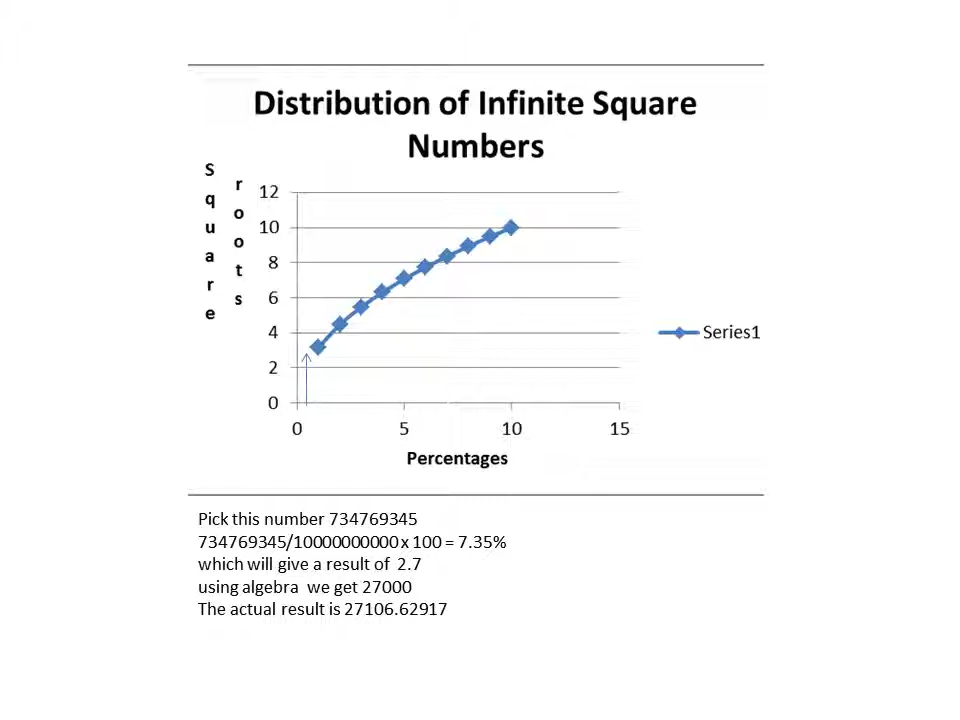 Distribution of Infinite Square
Numbers
Square
roots
12
10
8
6
4
2
0
0 5 10 15
Percentages
Series1
Pick this number 734769345
734769345/10000000000 x 100 = 7.35%
which will give a result of 2.7
using algebra we get 27000
The actual result is 27106.62917